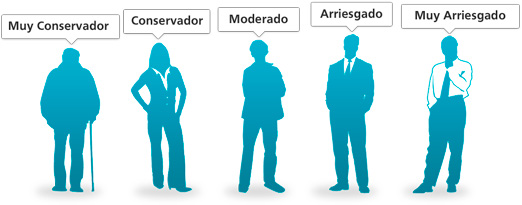 Muy Conservador
Conservador
Moderado
Arriesgado
Muy Arriesgado